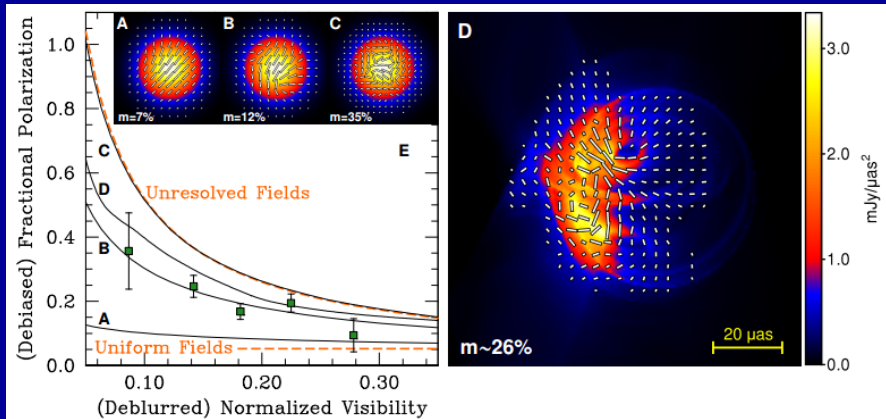 A
B
C
m=7%
m=12%
m=35%
E
(Debiased) Fractional Polarization
1.0
0.8
0.6
0.4
0.2
0.0
C
D
B
A
Unresolved Fields
Uniform Fields
0.10
0.20
0.30
(Deblurred) Normalized Visibility
D
m~26%
20 μas
3.0
2.0
1.0
0.0
mJy/μas²